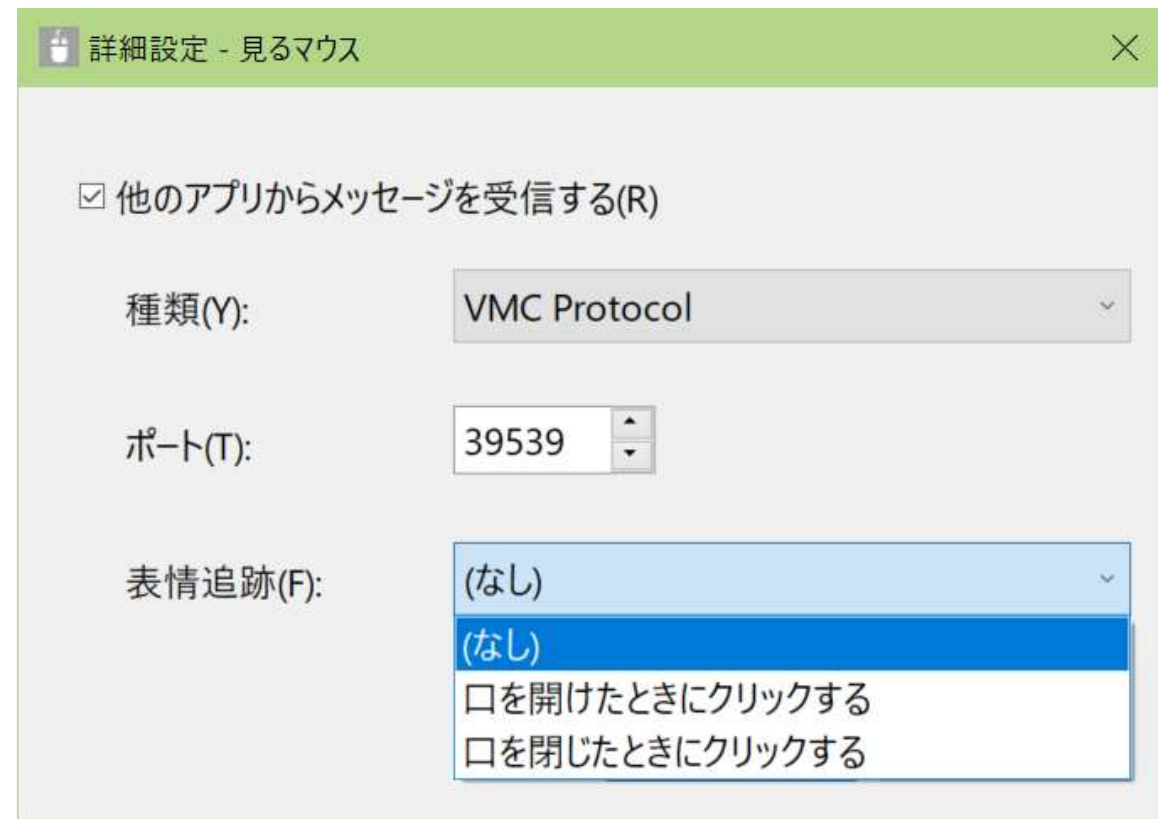 詳細設定 - 見るマウス
他のアプリからメッセージを受信する(R)
種類(Y): VMC Protocol
ポート(T): 39539
表情追跡(F): (なし)
(なし)
口を開けたときにクリックする
口を閉じたときにクリックする